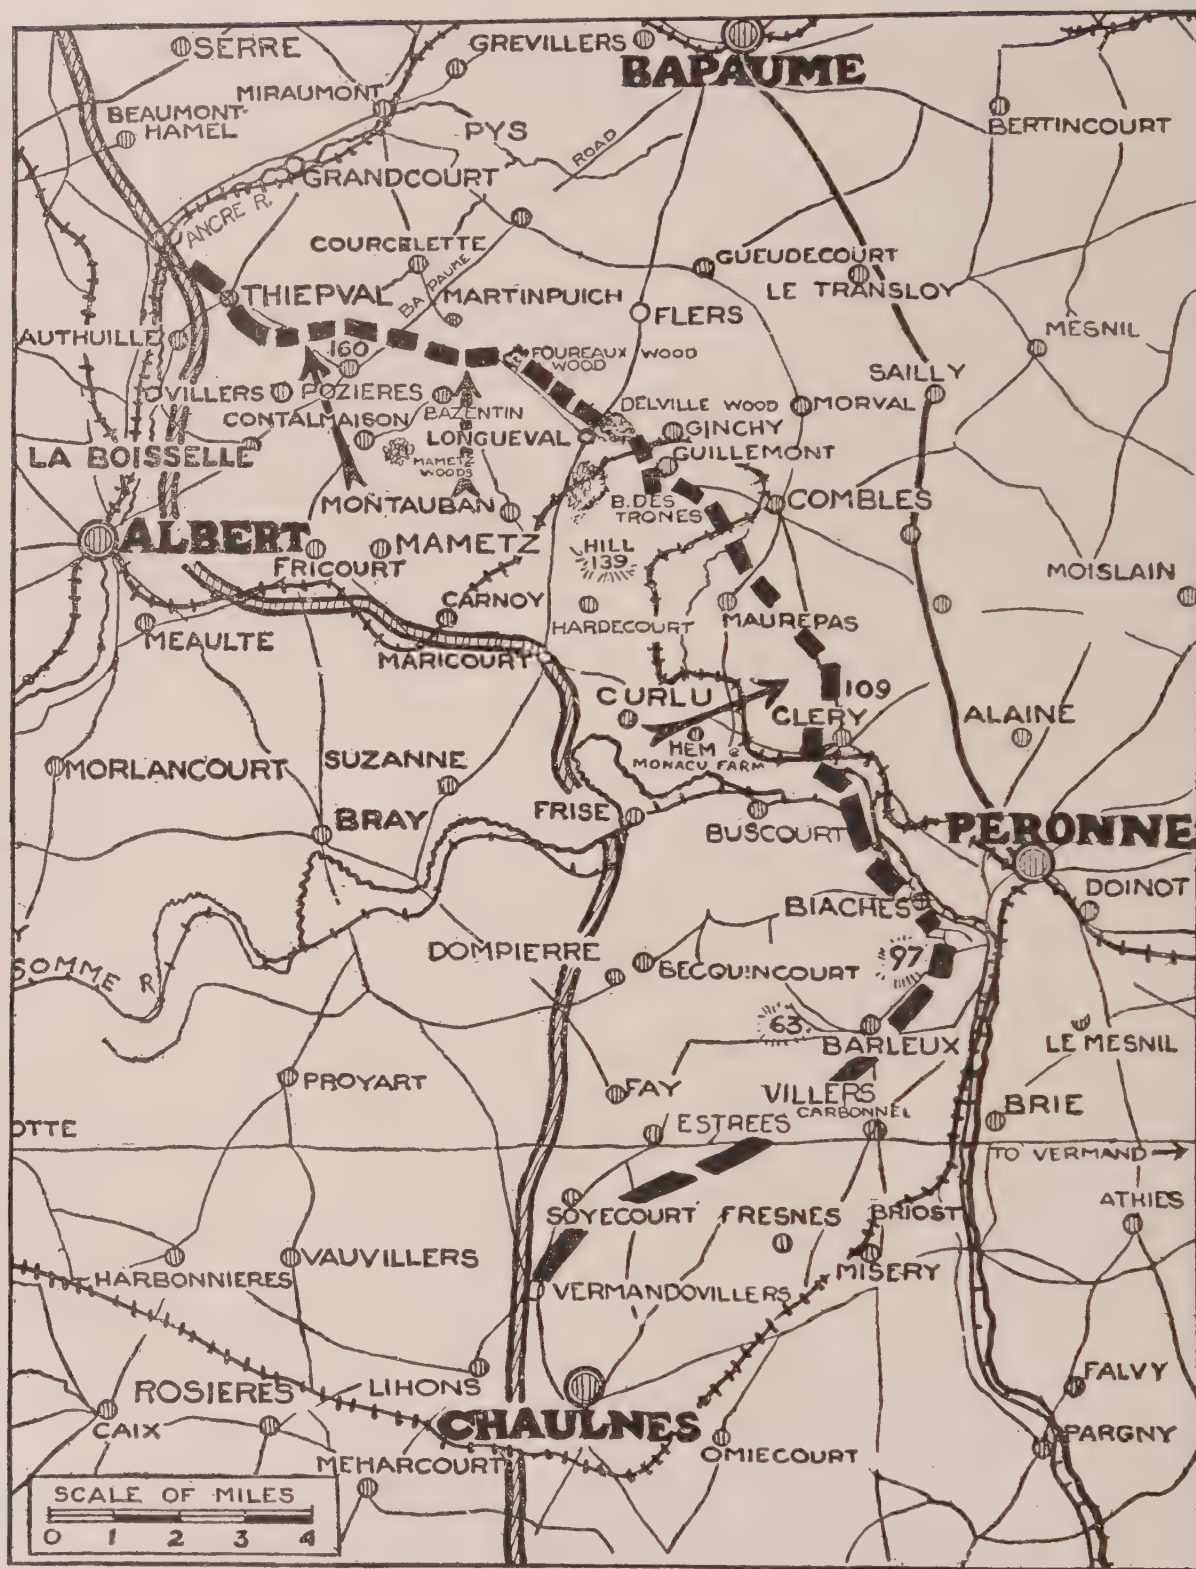 SERRE
GREVILLERS
BAPAUME
MIRAUMONT
BEAUMONT-
HAMEL
PYS
BERTINCOURT
ROAD
GRANDCOURT
ANCRE R.
COURCELETTE
BAPAUME
GUEUDECOURT
LE TRANSLOY
THIEPVAL
MARTINPUICH
FLERS
MESNIL
AUTHUILLE
160
FOUREAUX WOOD
WOOD
SAILLY
OVILLERS
POZIERES
BAZENTIN
DELVILLE WOOD
MORVAL
CONTALMAISON
LONGUEVAL
GINCHY
LA BOISSELLE
MAMETZ
WOODS
GUILLEMONT
MONTAUBAN
B. DES
TRONES
COMBLES
ALBERT
MAMETZ
HILL
139
FRICOURT
MOISLAIN
CARNOY
HARDECOURT
MAUREPAS
MEAULTE
MARICOURT
CURLU
109
CLERY
ALAINE
HEM
MONACU FARM
MORLANCOURT
SUZANNE
BRAY
FRISE
BUSCOURT
PERONNE
DOINOT
BIACHES
DOMPIERRE
BECQUINCOURT
97
SOMME R
63
BARLEUX
LE MESNIL
PROYART
FAY
VILLERS
CARBONNEL
BRIE
OTTE
ESTREES
TO VERMAND
ATHIES
SOYECOURT
FRESNES
BRIOST
VAUVILLERS
HARBONNIERES
VERMANDOVILLERS
MISERY
ROSIERES
LIHONS
FALVY
CHAULNES
CAIX
PARGNY
OMIECOURT
MEHARCOURT
SCALE OF MILES
0 1 2 3 4